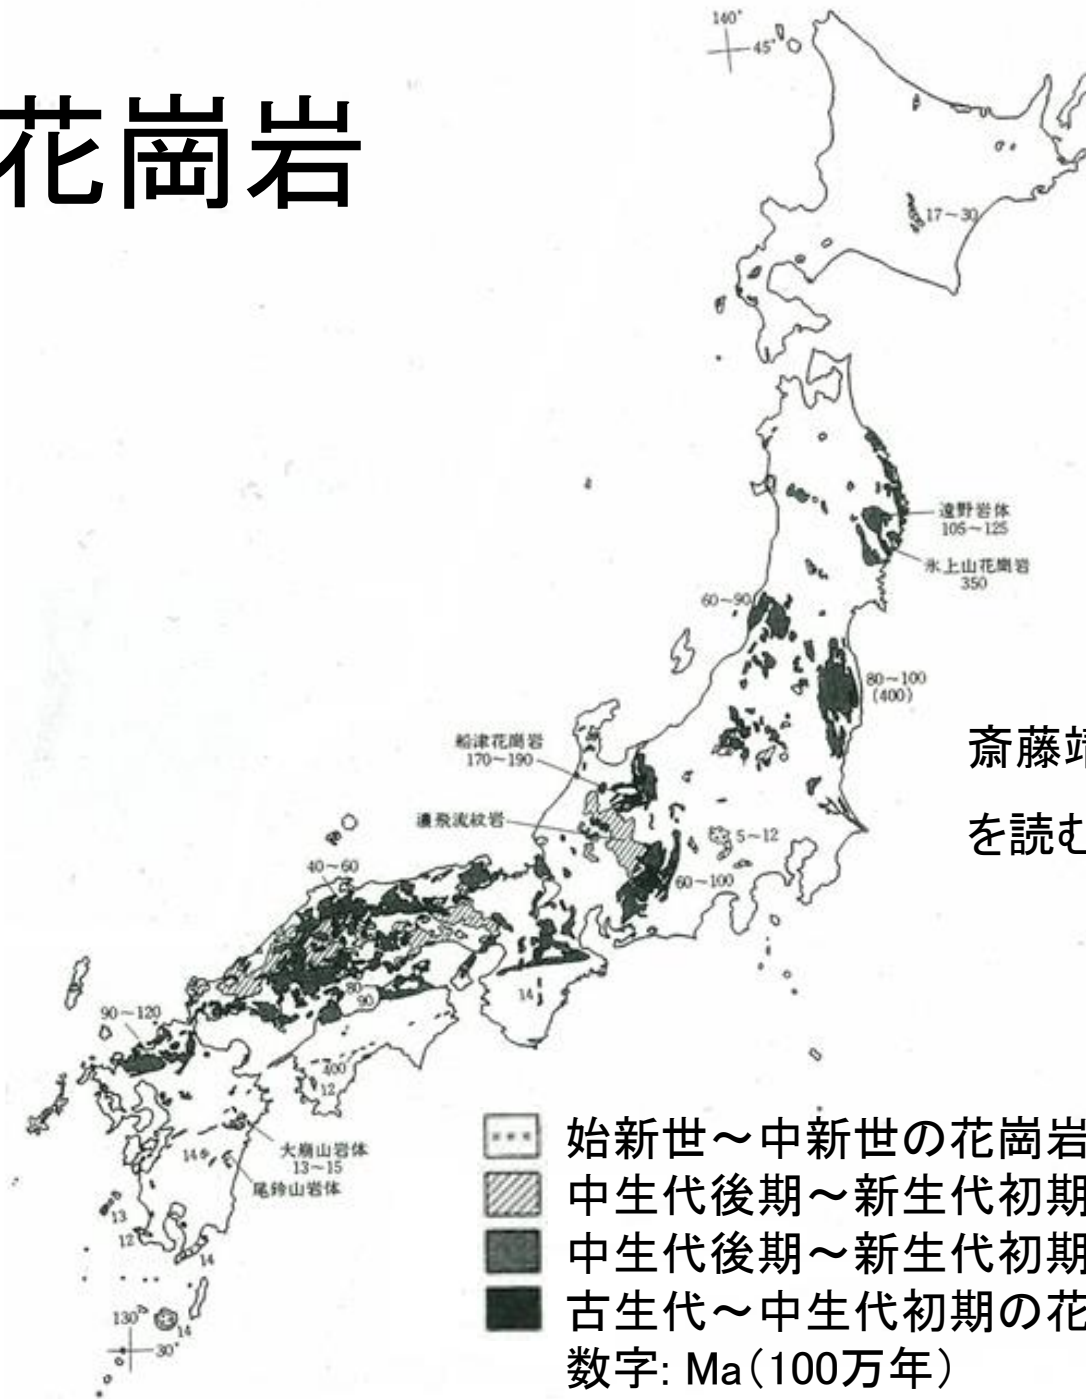 花崗岩
140°
45°
17～30
遠野岩体
105～125
氷上山花崗岩
350
60～90
80～100
(400)
斎藤靖
を読む
船津花崗岩
170～190
濃飛流紋岩
5～12
60～100
40～60
80
90
14
90～120
400
12
大崩山岩体
13～15
14
尾鈴山岩体
13
12
14
130°
14
30°
始新世～中新世の花崗岩
中生代後期～新生代初期
中生代後期～新生代初期
古生代～中生代初期の花
数字: Ma（100万年）